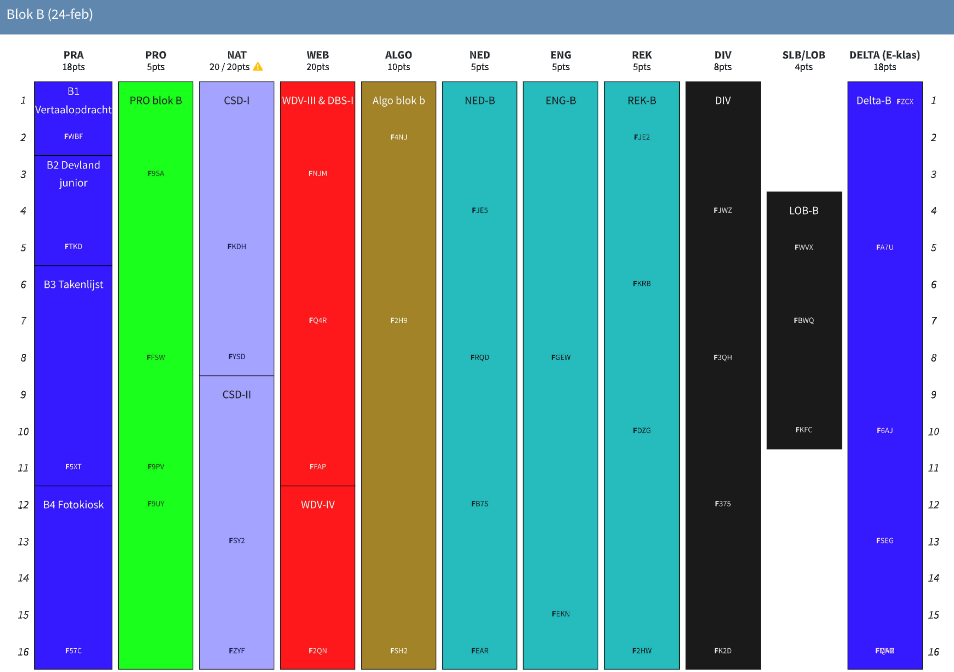 Blok B (24-feb)
PRA PRO NAT WEB ALGO NED ENG REK DIV SLB/LOB DELTA (E-klas)
18pts 5pts 20 / 20pts 20pts 10pts 5pts 5pts 5pts 8pts 4pts 18pts
1 B1 Vertaalopdracht PRO blok B CSD-I WDV-III & DBS-I Algo blok b NED-B ENG-B REK-B DIV Delta-B FZCX 1
2 FWBF F4NJ FJE2 2
3 B2 Devland junior F9SA FNJM 3
4 FJE5 FJWZ LOB-B 4
5 FTKD FKDH FWVX FA7U 5
6 B3 Takenlijst FKRB 6
7 FQ4R F2H9 FBWQ 7
8 FFSW FYSD FRQD FGEW F3QH 8
9 CSD-II 9
10 FDZG FKFC F6AJ 10
11 F5XT F9PV FFAP 11
12 B4 Fotokiosk F9UY WDV-IV FB75 F375 12
13 FSY2 FSEG 13
14 14
15 FEKN 15
16 F57C FZYF F2QN FSH2 FEAR F2HW FK2D 16